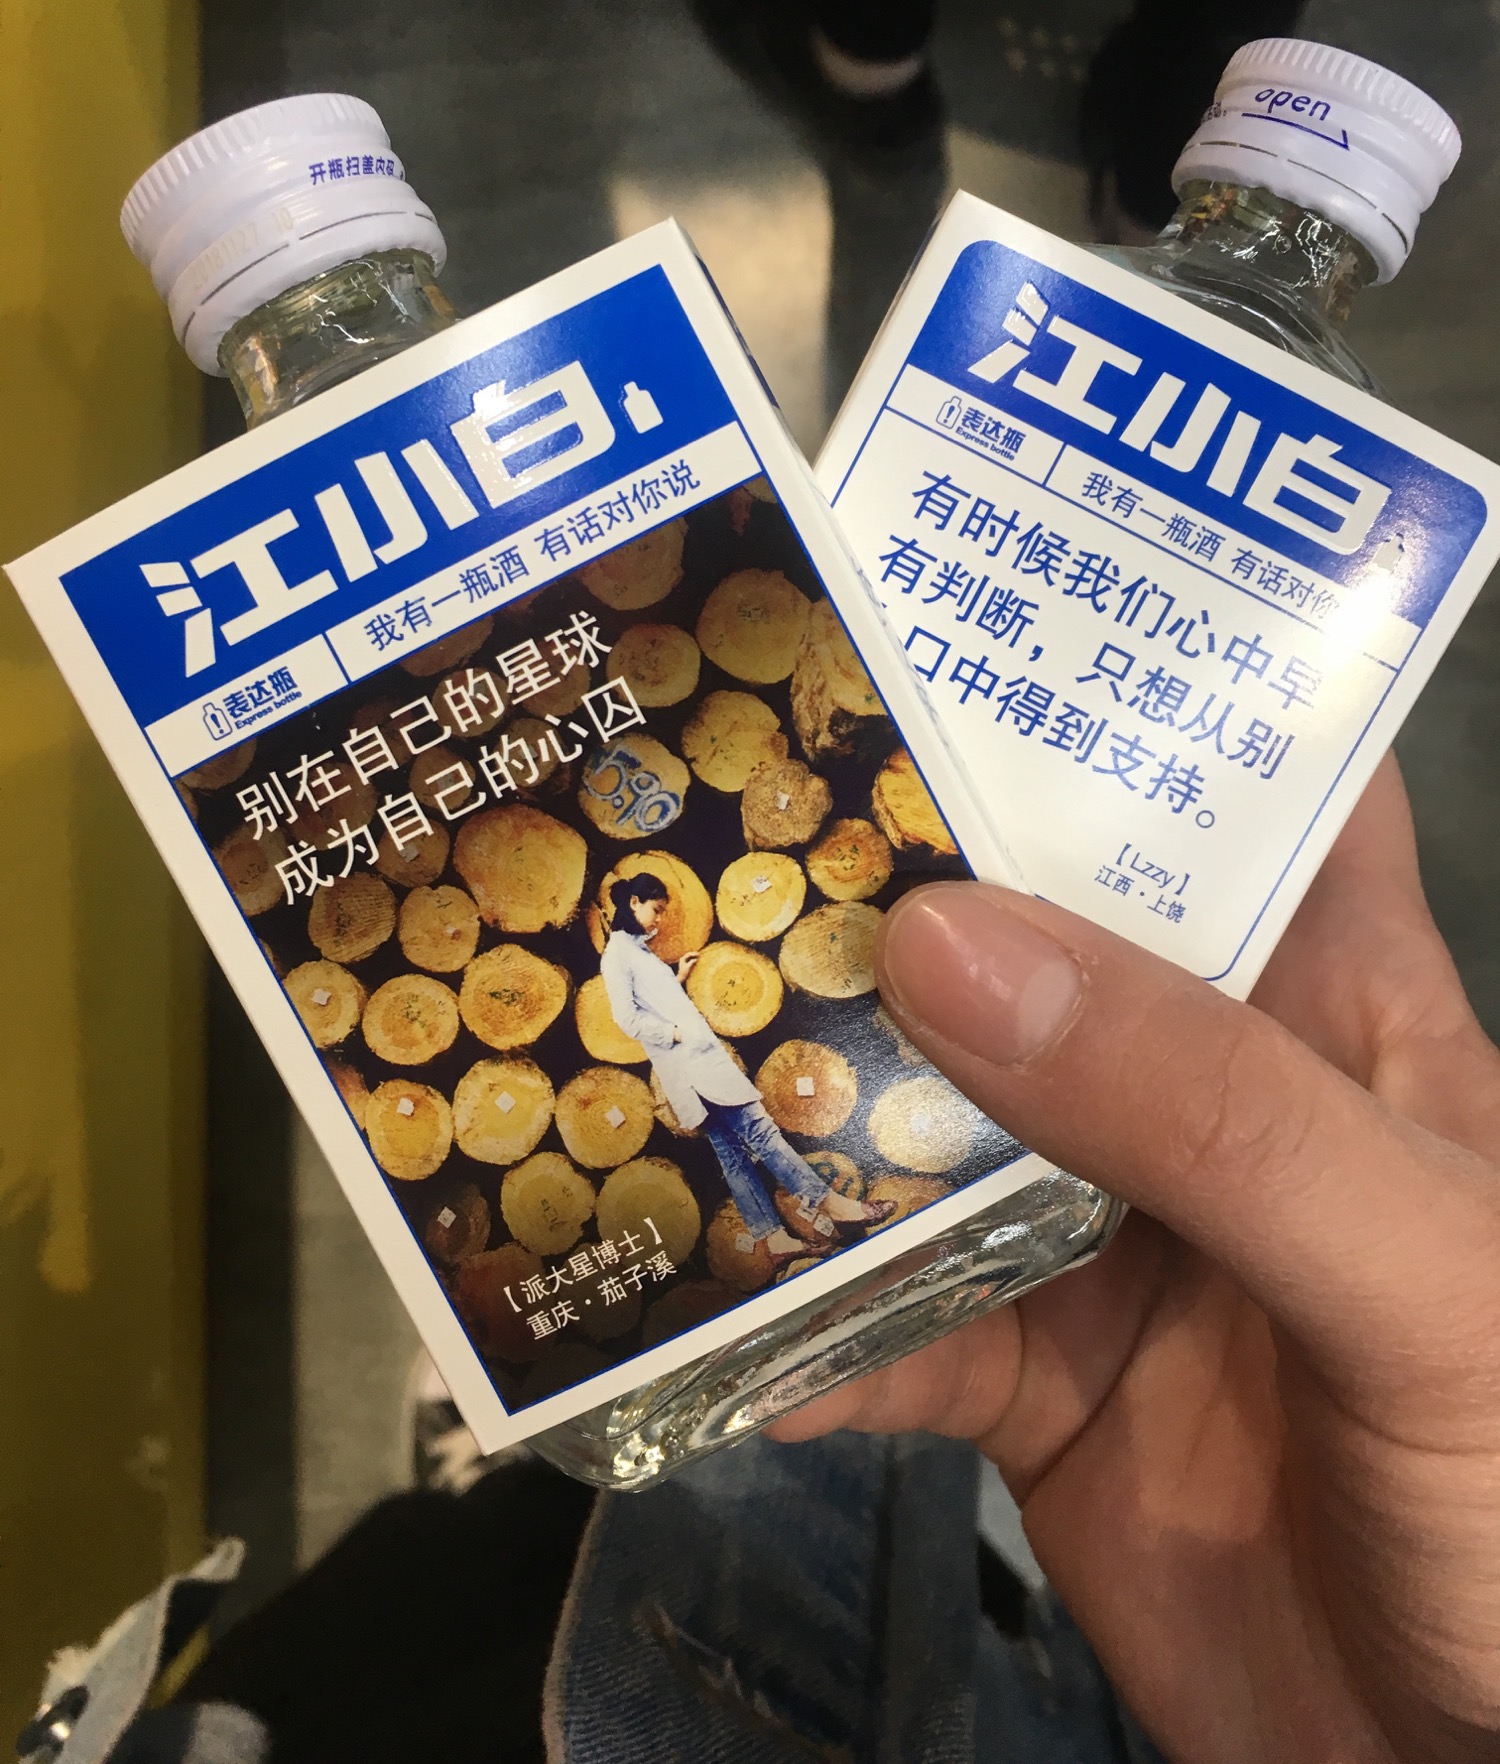 开瓶扫盖内码
江小白
表达瓶
Express bottle
我有一瓶酒 有话对你说
别在自己的星球
成为自己的心囚
5.80
【派大星博士】
重庆·茄子溪
open
江小白
表达瓶
Express bottle
我有一瓶酒 有话对你
有时候我们心中早
有判断，只想从别
口中得到支持。
【Lzzy】
江西·上饶